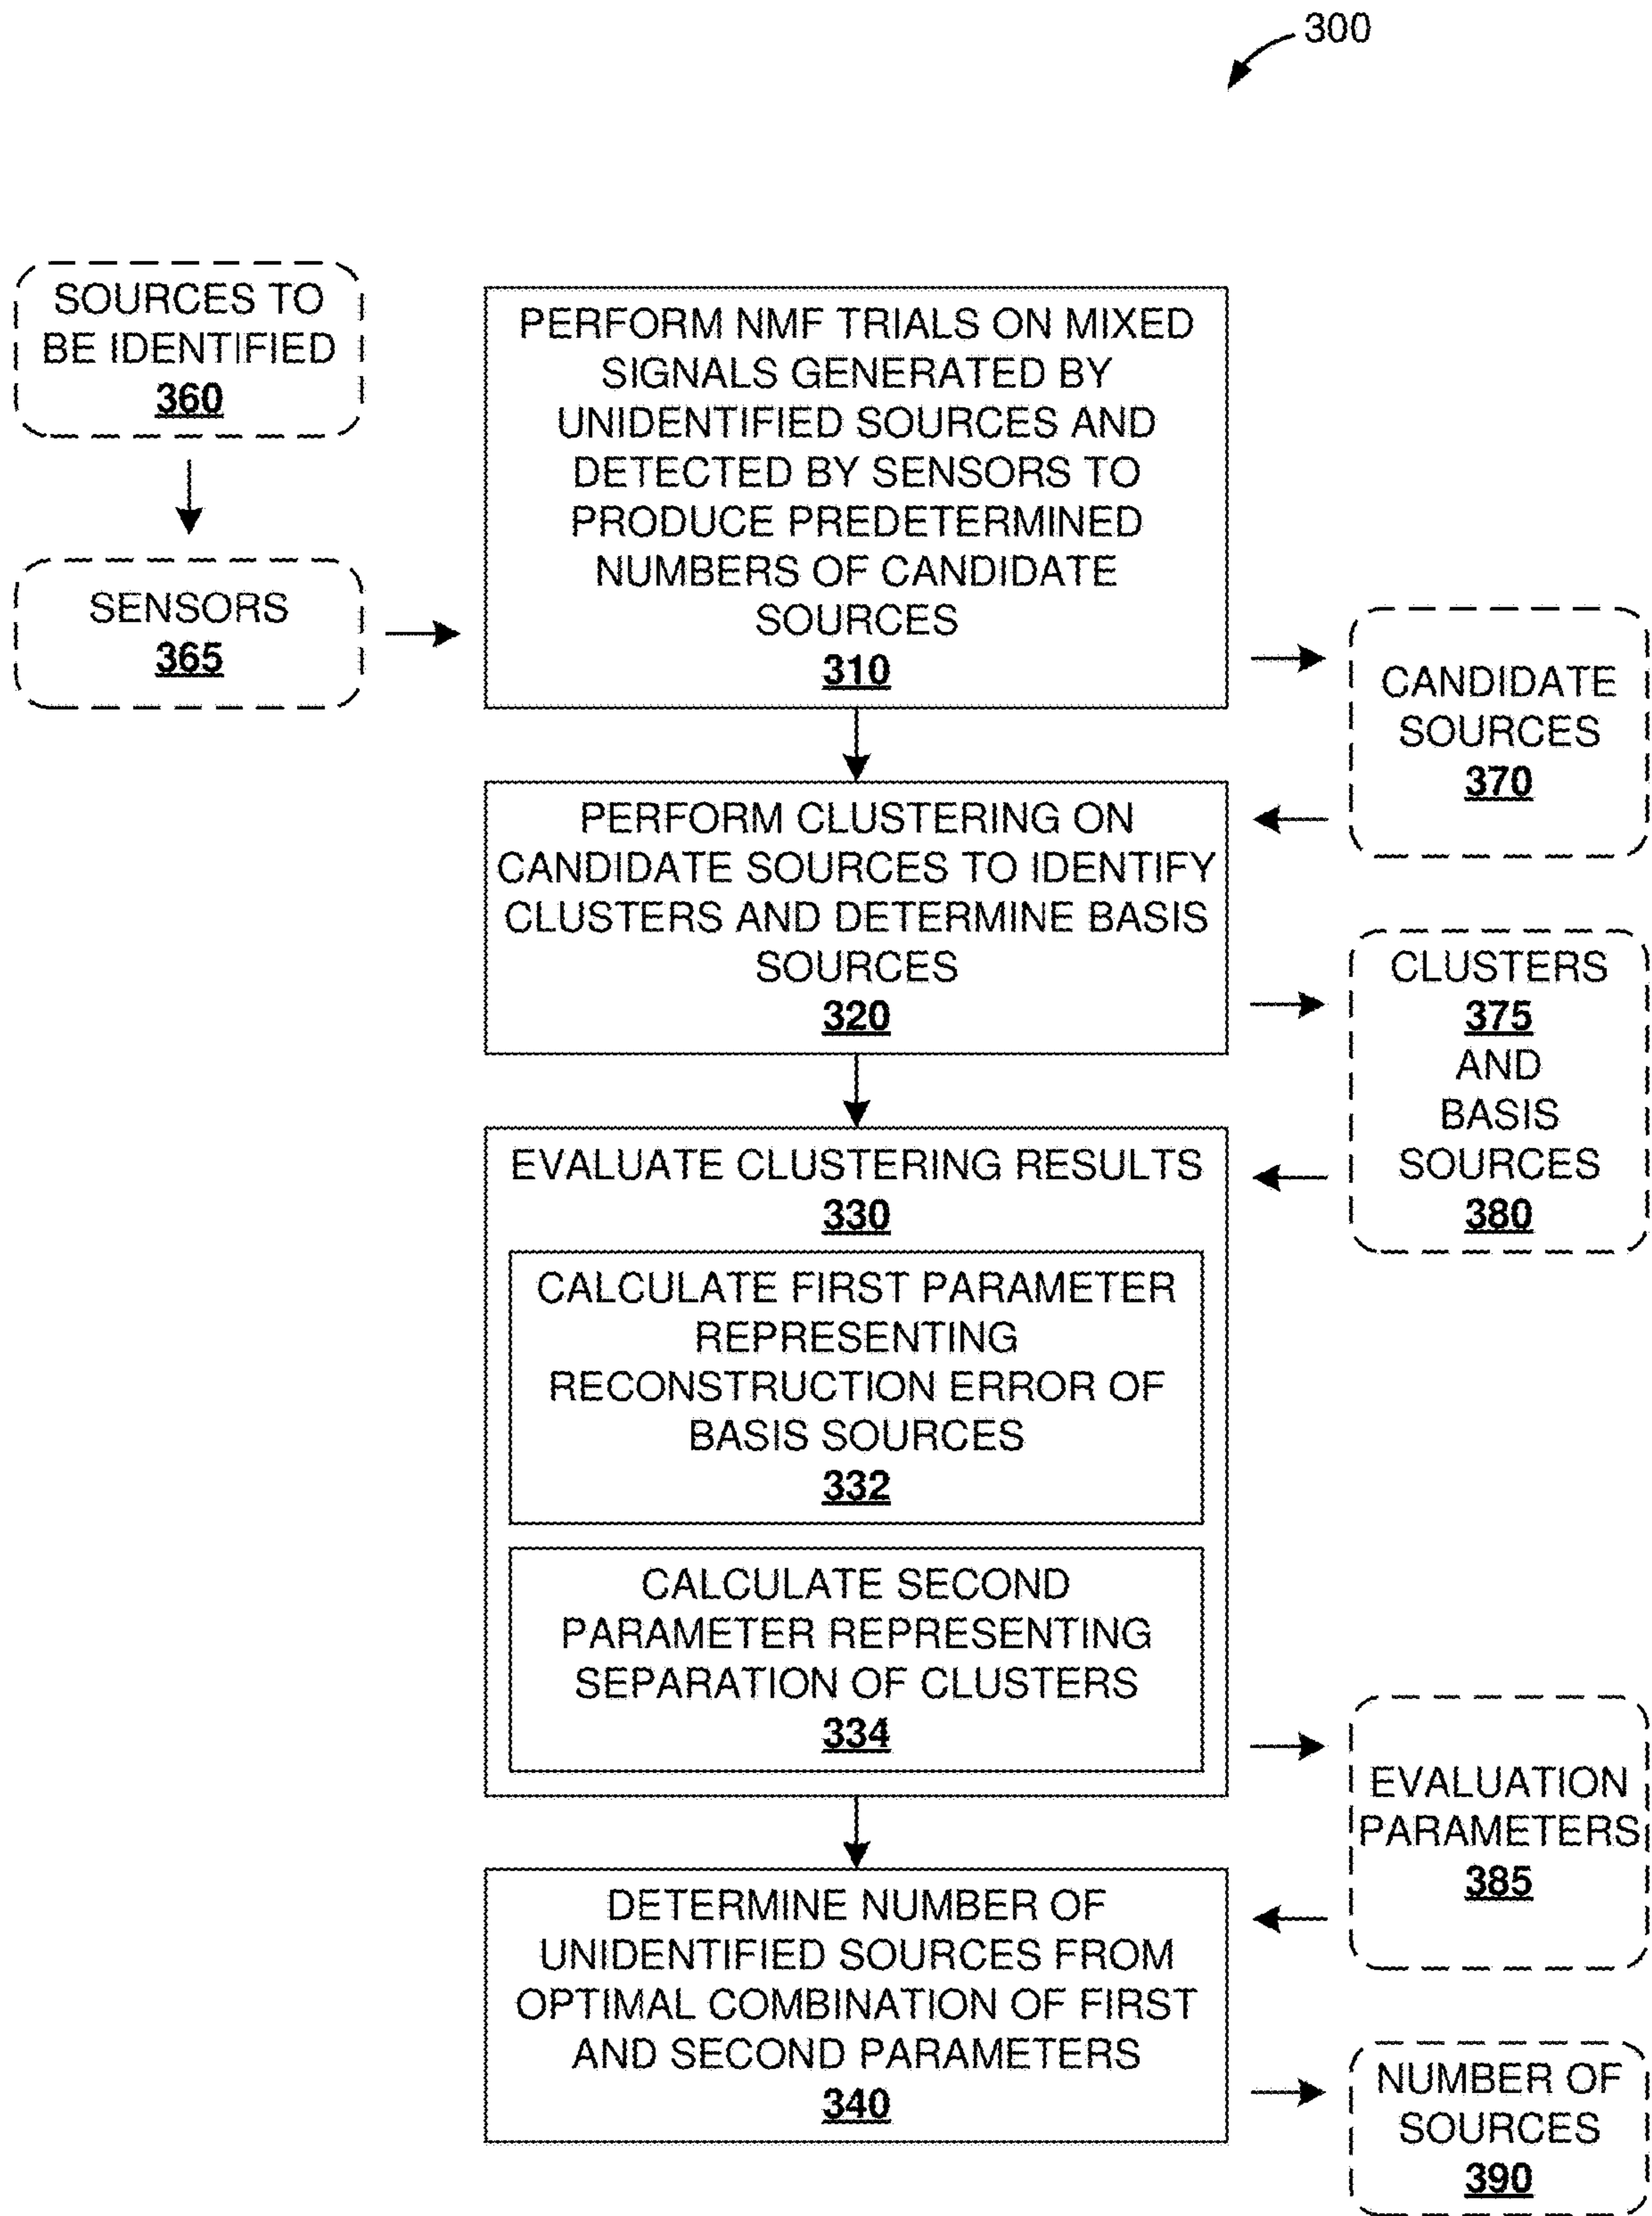 300
SOURCES TO
BE IDENTIFIED
360
SENSORS
365
PERFORM NMF TRIALS ON MIXED
SIGNALS GENERATED BY
UNIDENTIFIED SOURCES AND
DETECTED BY SENSORS TO
PRODUCE PREDETERMINED
NUMBERS OF CANDIDATE
SOURCES
310
CANDIDATE
SOURCES
370
PERFORM CLUSTERING ON
CANDIDATE SOURCES TO IDENTIFY
CLUSTERS AND DETERMINE BASIS
SOURCES
320
CLUSTERS
375
AND
BASIS
SOURCES
380
EVALUATE CLUSTERING RESULTS
330
CALCULATE FIRST PARAMETER
REPRESENTING
RECONSTRUCTION ERROR OF
BASIS SOURCES
332
CALCULATE SECOND
PARAMETER REPRESENTING
SEPARATION OF CLUSTERS
334
EVALUATION
PARAMETERS
385
DETERMINE NUMBER OF
UNIDENTIFIED SOURCES FROM
OPTIMAL COMBINATION OF FIRST
AND SECOND PARAMETERS
340
NUMBER OF
SOURCES
390